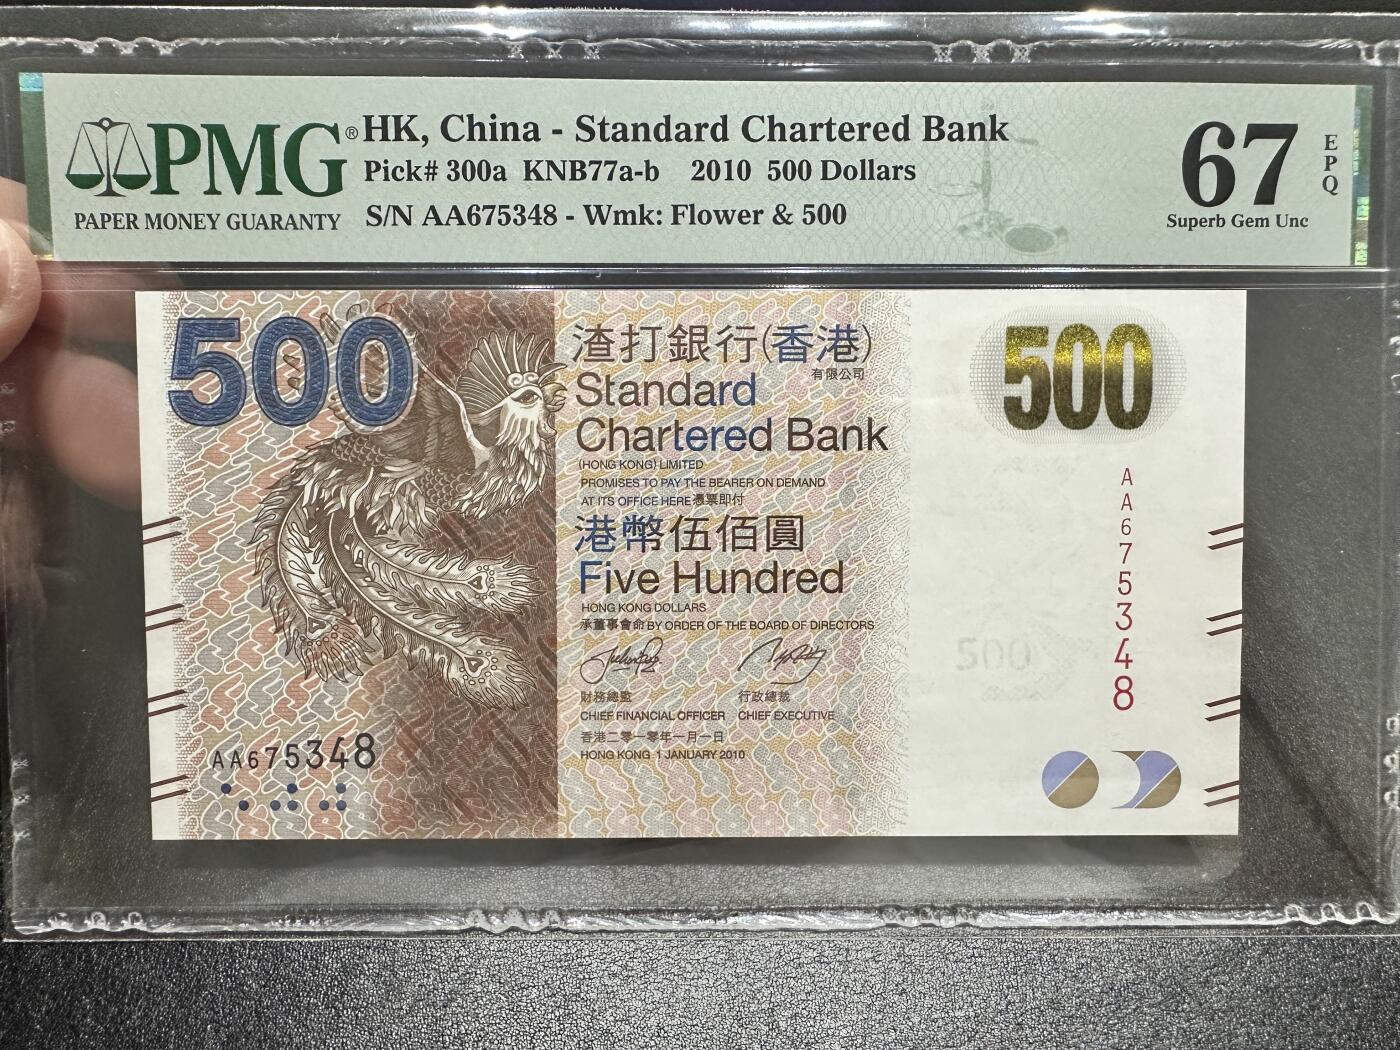 PMG®
PAPER MONEY GUARANTY
HK, China - Standard Chartered Bank
Pick# 300a KNB77a-b 2010 500 Dollars
S/N AA675348 - Wmk: Flower & 500
67
EPQ
Superb Gem Unc
500
渣打銀行(香港)
有限公司
Standard
Chartered Bank
(HONG KONG) LIMITED
PROMISES TO PAY THE BEARER ON DEMAND
AT ITS OFFICE HERE 憑票即付
港幣伍佰圓
Five Hundred
HONG KONG DOLLARS
承董事會命 BY ORDER OF THE BOARD OF DIRECTORS
財務總監 行政總裁
CHIEF FINANCIAL OFFICER CHIEF EXECUTIVE
香港二零一零年一月一日
HONG KONG 1 JANUARY 2010
AA675348
500
AA675348
500